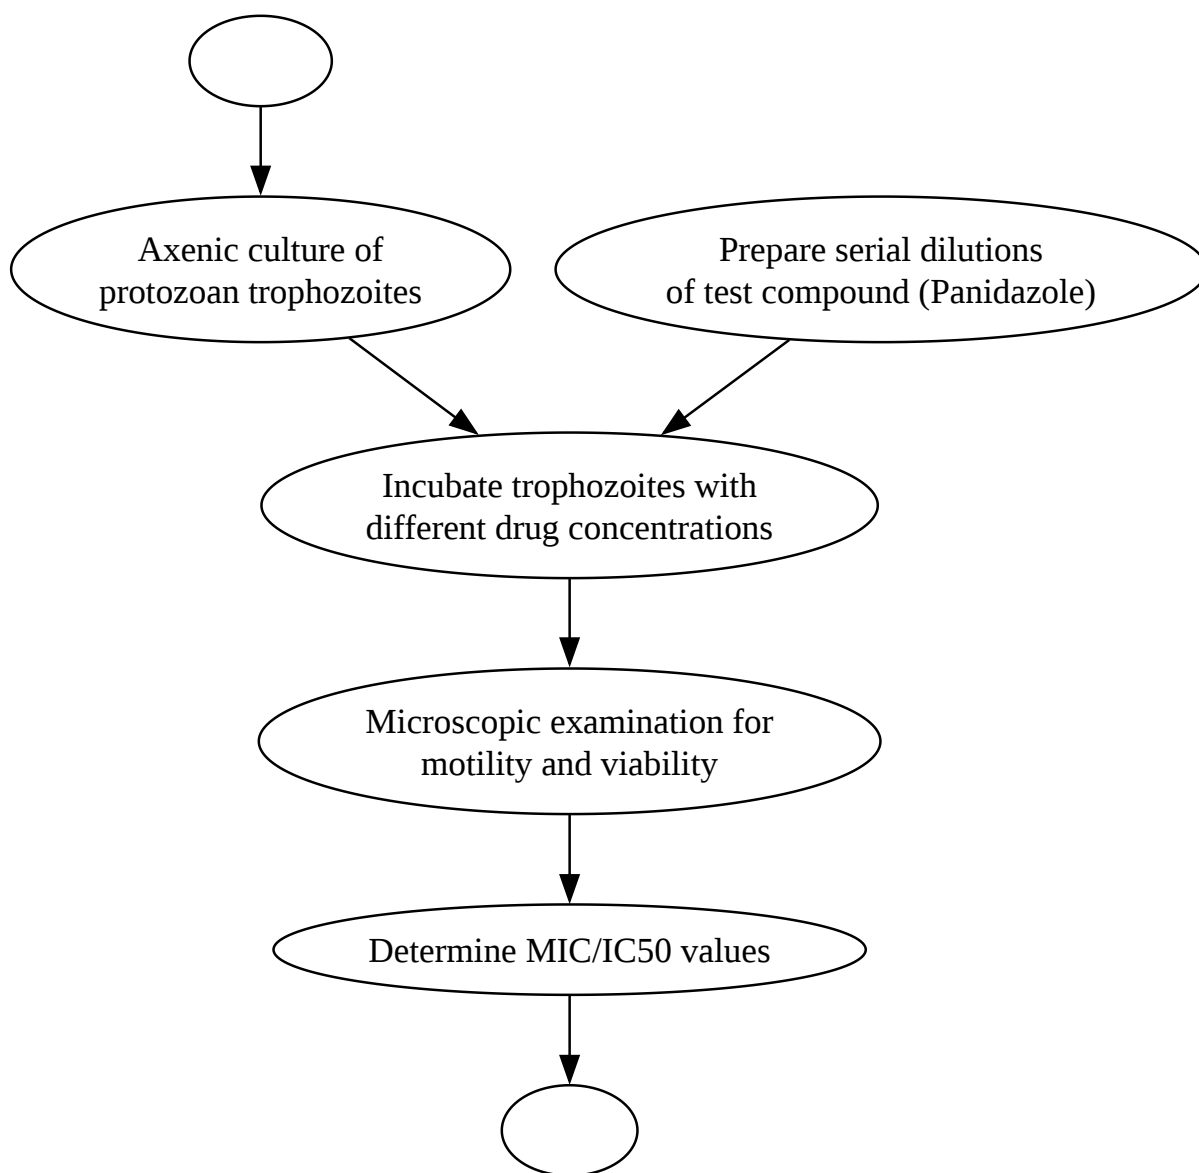 Axenic culture of
protozoan trophozoites
Prepare serial dilutions
of test compound (Panidazole)
Incubate trophozoites with
different drug concentrations
Microscopic examination for
motility and viability
Determine MIC/IC50 values